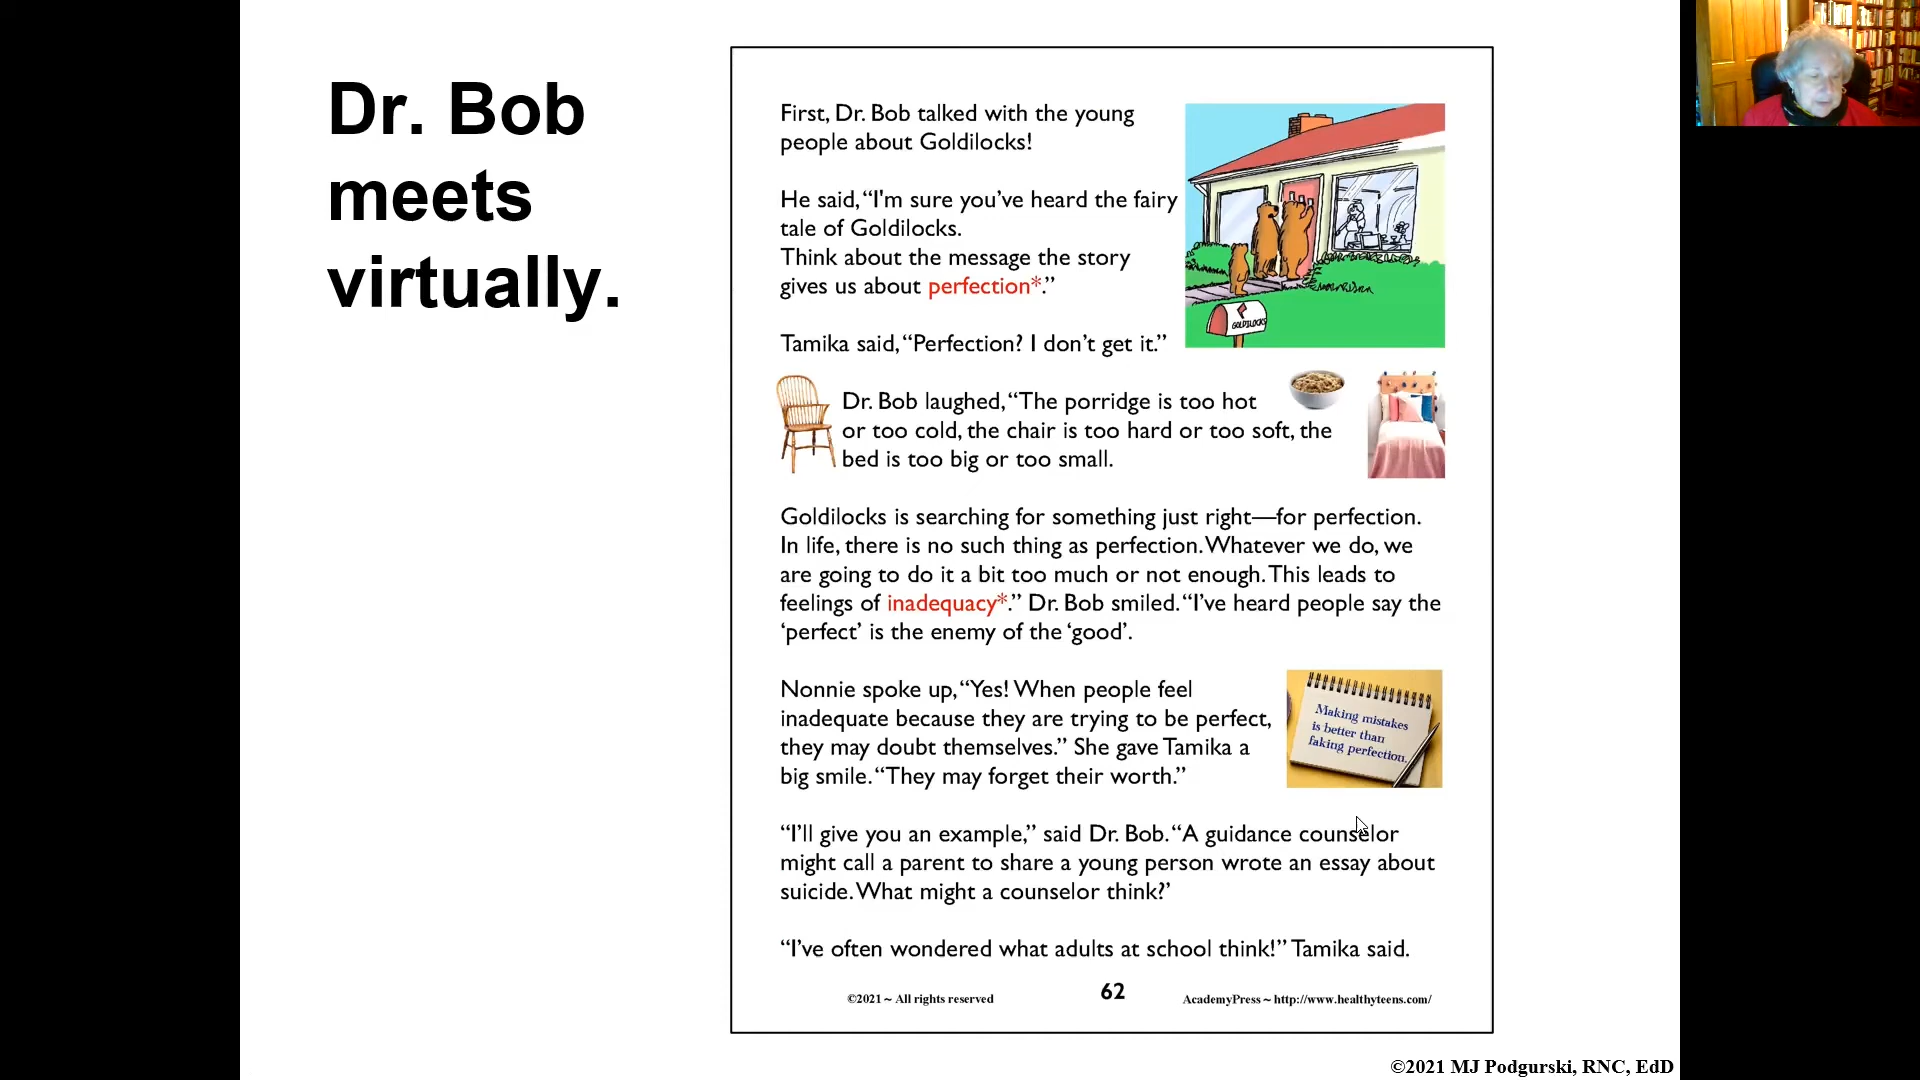 Dr. Bob
meets
virtually.
First, Dr. Bob talked with the young
people about Goldilocks!
He said, “I'm sure you’ve heard the fairy
tale of Goldilocks.
Think about the message the story
gives us about perfection*.”
Tamika said, “Perfection? I don’t get it.”
GOLDILOCKS
Dr. Bob laughed, “The porridge is too hot
or too cold, the chair is too hard or too soft, the
bed is too big or too small.
Goldilocks is searching for something just right—for perfection.
In life, there is no such thing as perfection. Whatever we do, we
are going to do it a bit too much or not enough. This leads to
feelings of inadequacy*.” Dr. Bob smiled. “I’ve heard people say the
‘perfect’ is the enemy of the ‘good’.
Nonnie spoke up, “Yes! When people feel
inadequate because they are trying to be perfect,
they may doubt themselves.” She gave Tamika a
big smile. “They may forget their worth.”
Making mistakes
is better than
faking perfection.
“I’ll give you an example,” said Dr. Bob. “A guidance counselor
might call a parent to share a young person wrote an essay about
suicide. What might a counselor think?’
“I’ve often wondered what adults at school think!” Tamika said.
©2021 ~ All rights reserved
62
AcademyPress ~ http://www.healthyteens.com/
©2021 MJ Podgurski, RNC, EdD